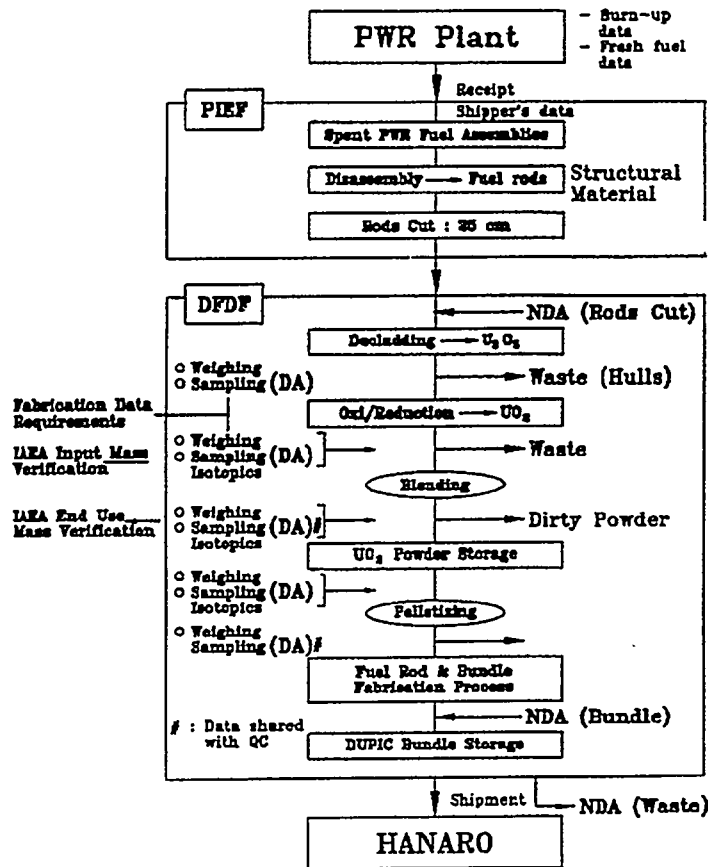 PWR Plant
- Burn-up
data
- Fresh fuel
data
Receipt
Shipper's data
PIEF
Spent PWR Fuel Assemblies
Disassembly → Fuel rods
Structural
Material
Rods Cut : 25 cm
DFDF
NDA (Rods Cut)
Decladding → U₃O₈
○ Weighing
○ Sampling (DA)
Waste (Hulls)
Fabrication Data
Requirements
Oxi/Reduction → UO₂
IAEA Input Mass
Verification
○ Weighing
○ Sampling (DA)
Isotopics
Waste
Blending
IAEA End Use
Mass Verification
○ Weighing
○ Sampling (DA)#
Isotopics
Dirty Powder
UO₂ Powder Storage
○ Weighing
○ Sampling (DA)
Isotopics
Pelletizing
○ Weighing
Sampling (DA)#
Fuel Rod & Bundle
Fabrication Process
NDA (Bundle)
# : Data shared
with QC
DUPIC Bundle Storage
Shipment
NDA (Waste)
HANARO